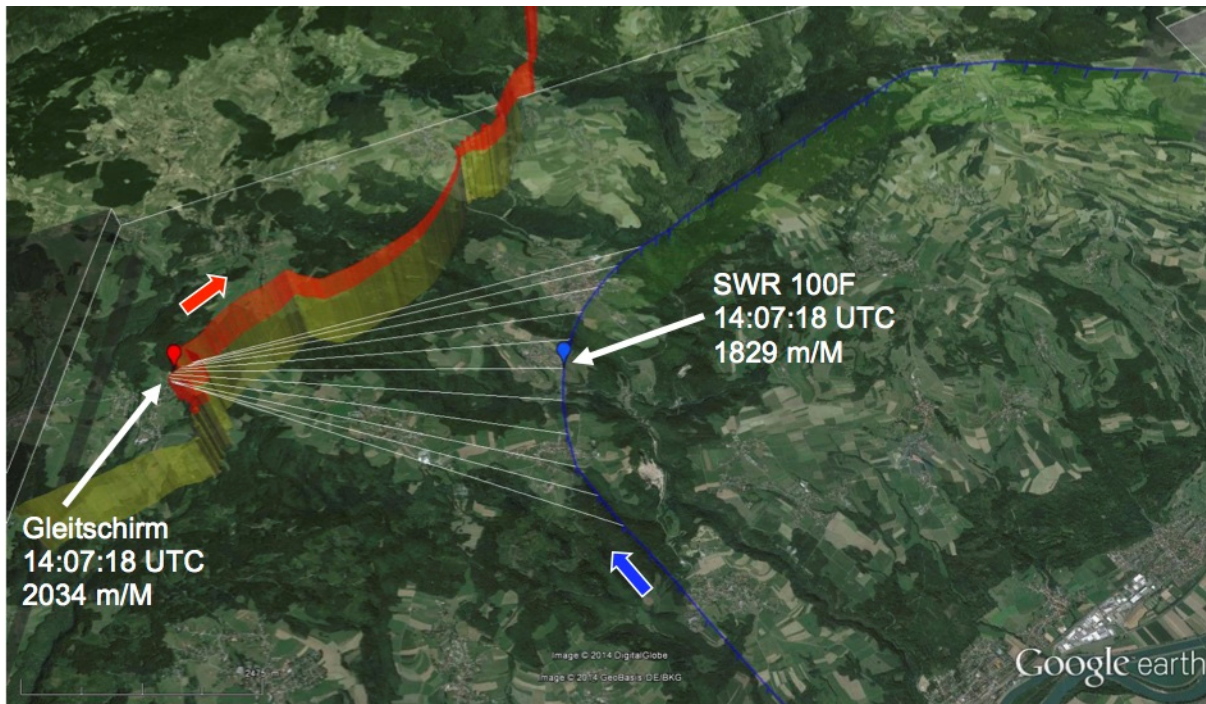 SWR 100F
14:07:18 UTC
1829 m/M
Gleitschirm
14:07:18 UTC
2034 m/M
Image © 2014 DigitalGlobe
Image © 2014 GeoBasis-DE/BKG
Google earth